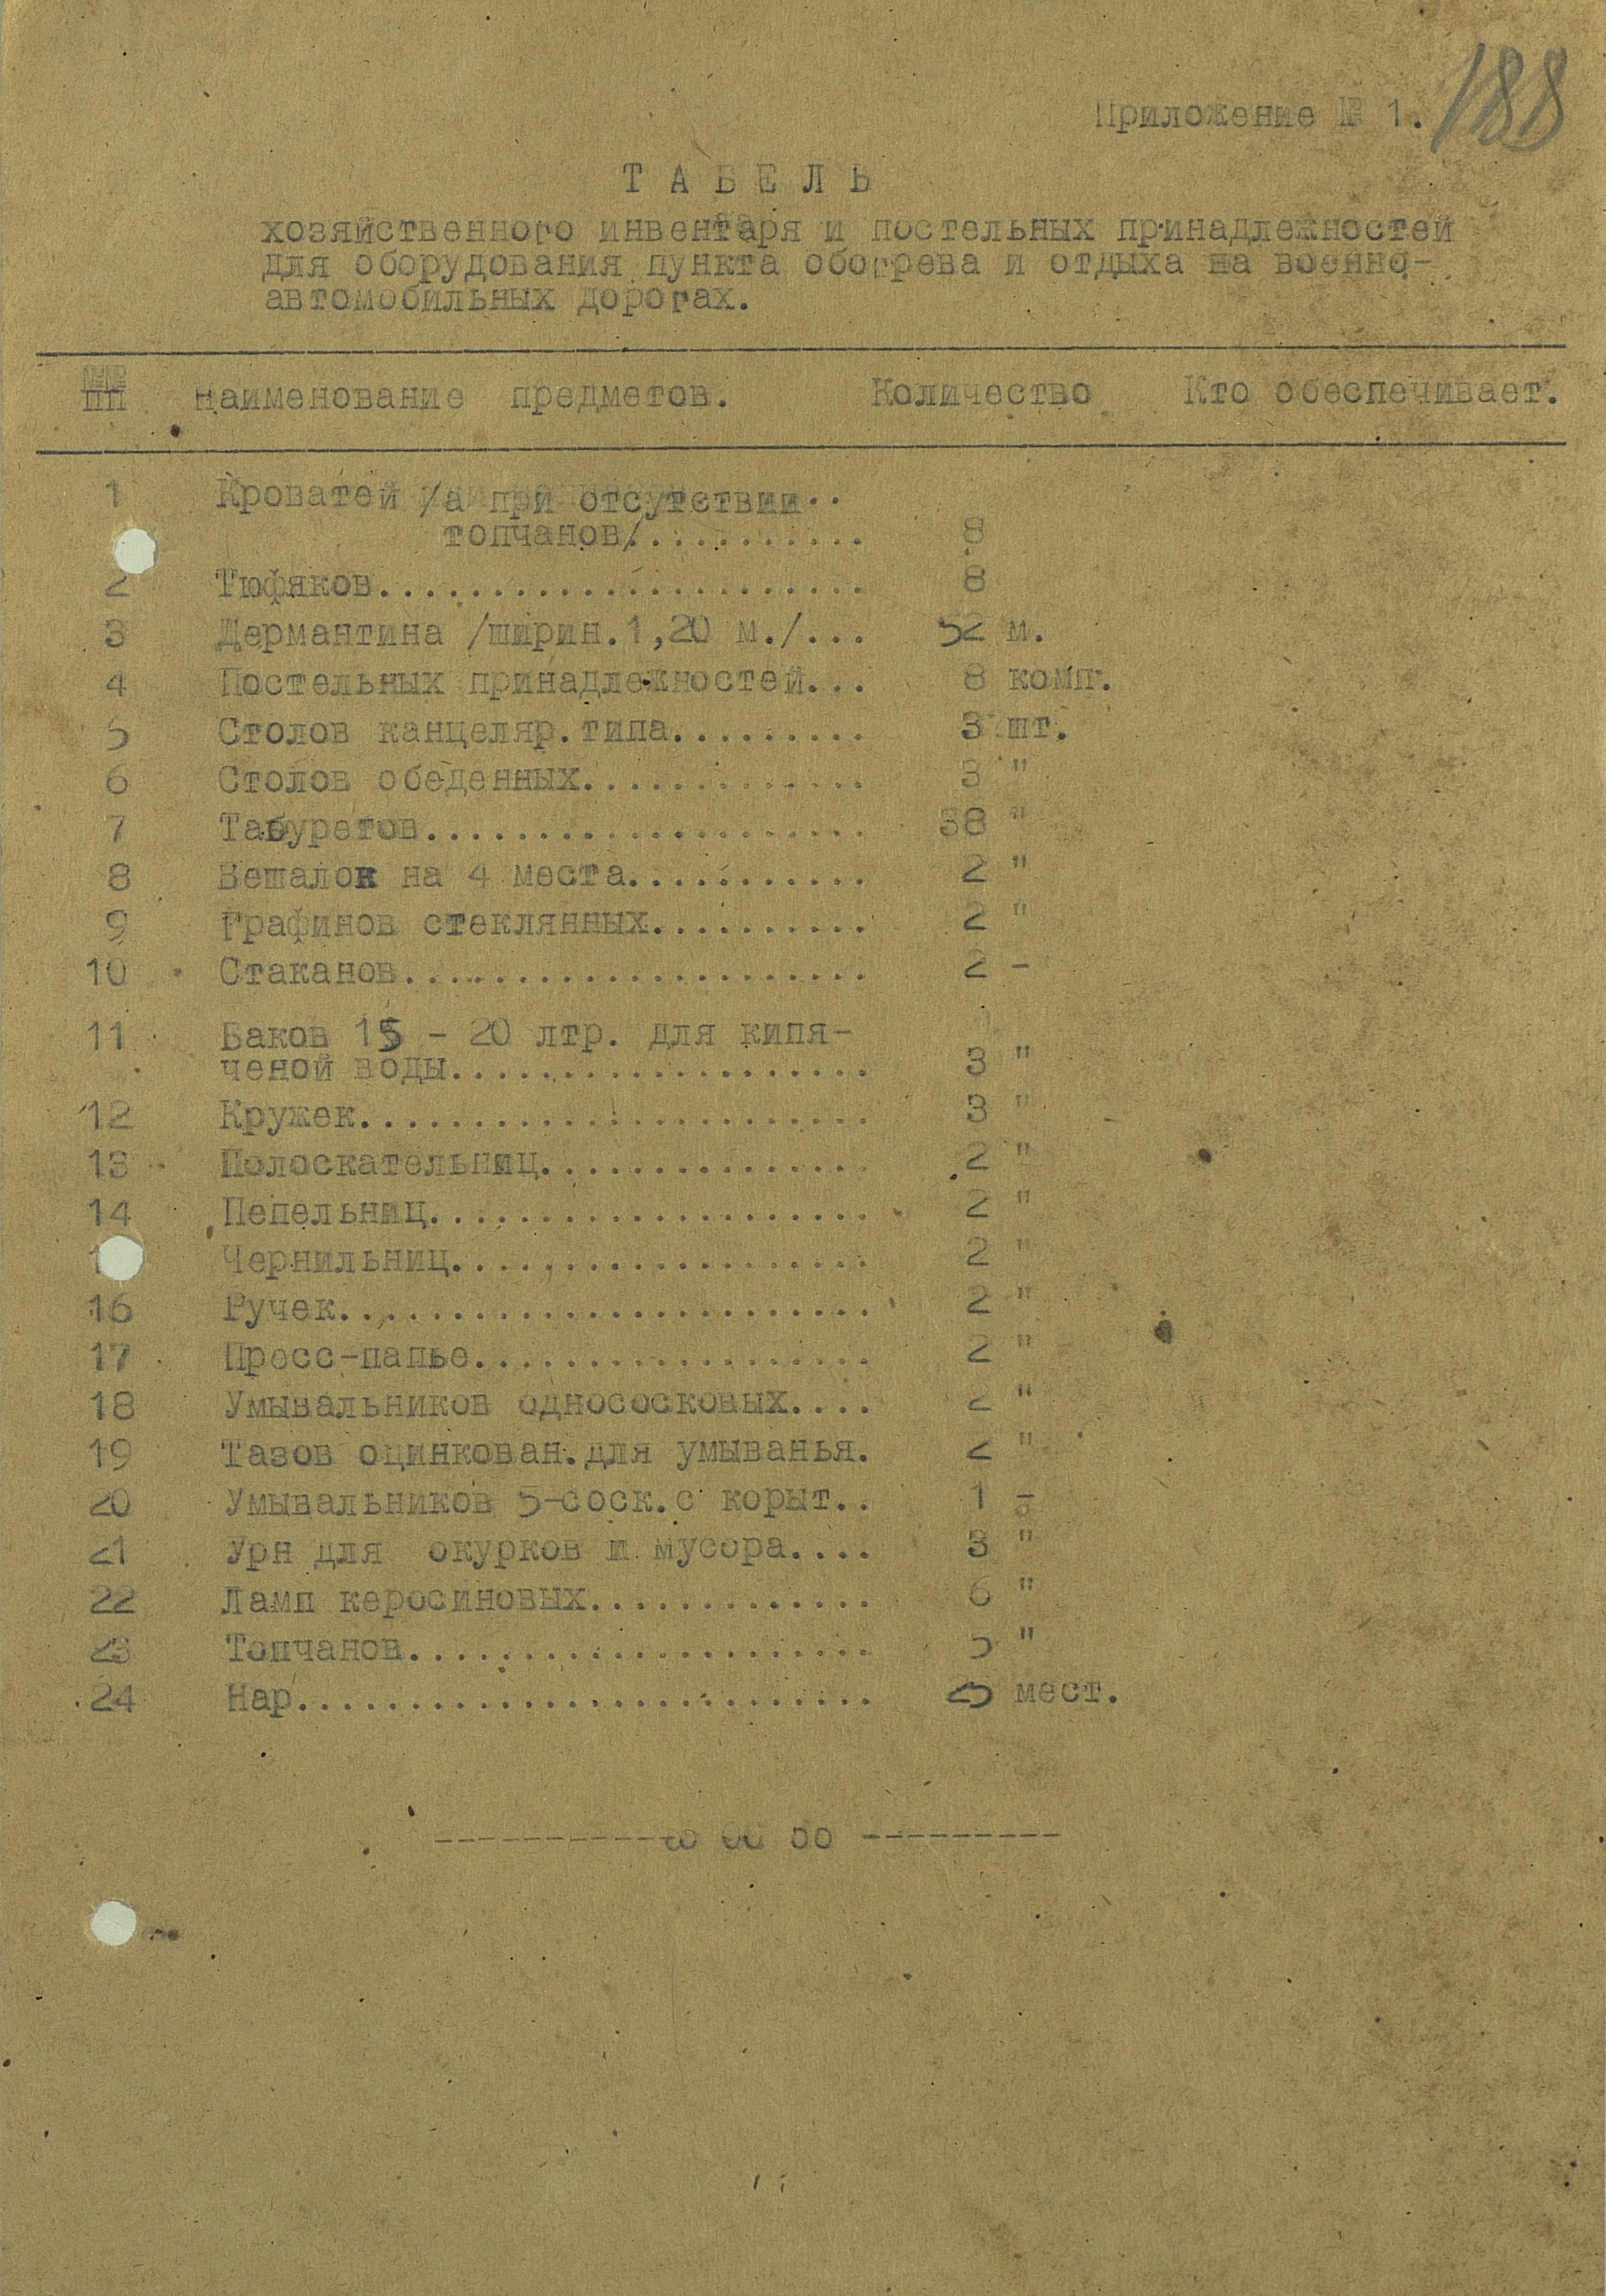 Приложение № 1.
188
Т А Б Е Л Ь
хозяйственного инвентаря и постельных принадлежностей
для оборудования пункта обогрева и отдыха на военно-
автомобильных дорогах.
№№ пп наименование предметов. Количество Кто обеспечивает.
1 Кроватей /а при отсутствии..
топчанов/.......... 8
2 Тюфяков...................... 8
3 Дермантина /ширин.1,20 м./... 52 м.
4 Постельных принадлежностей... 8 комп.
5 Столов канцеляр.типа......... 3 шт.
6 Столов обеденных............. 3 "
7 Табуретов.................... 38 "
8 Вешалок на 4 места........... 2 "
9 Графинов стеклянных.......... 2 "
10 Стаканов..................... 2 -
11 Баков 15 - 20 лтр. для кипя-
ченой воды................... 3 "
12 Кружек....................... 3 "
13 Полоскательниц............... 2 "
14 Пепельниц.................... 2 "
1 Чернильниц................... 2 "
16 Ручек........................ 2 "
17 Пресс-папье.................. 2 "
18 Умывальников однососковых.... 2 "
19 Тазов оцинкован.для умыванья. 2 "
20 Умывальников 5-соск.с корыт.. 1 -
21 Урн для окурков и мусора.... 3 "
22 Ламп керосиновых............. 6 "
23 Топчанов..................... 5 "
24 Нар.......................... 25 мест.